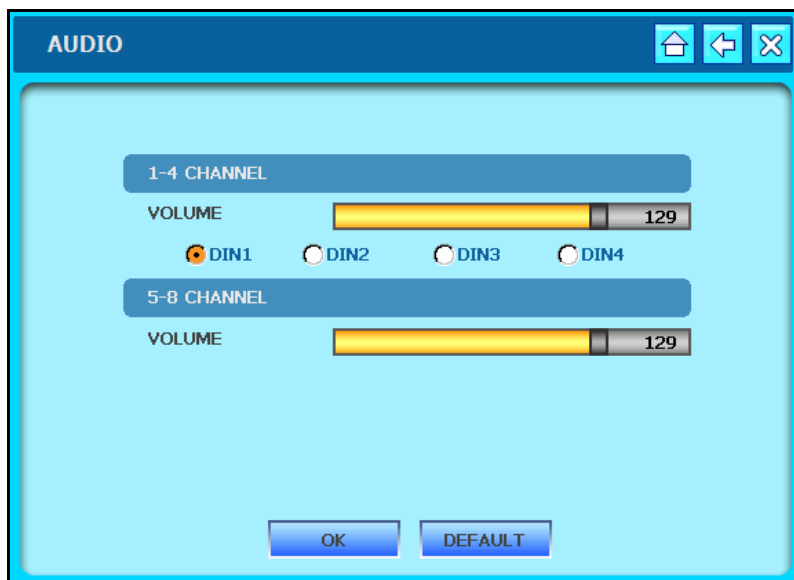 AUDIO
1-4 CHANNEL
VOLUME 129
DIN1 DIN2 DIN3 DIN4
5-8 CHANNEL
VOLUME 129
OK DEFAULT